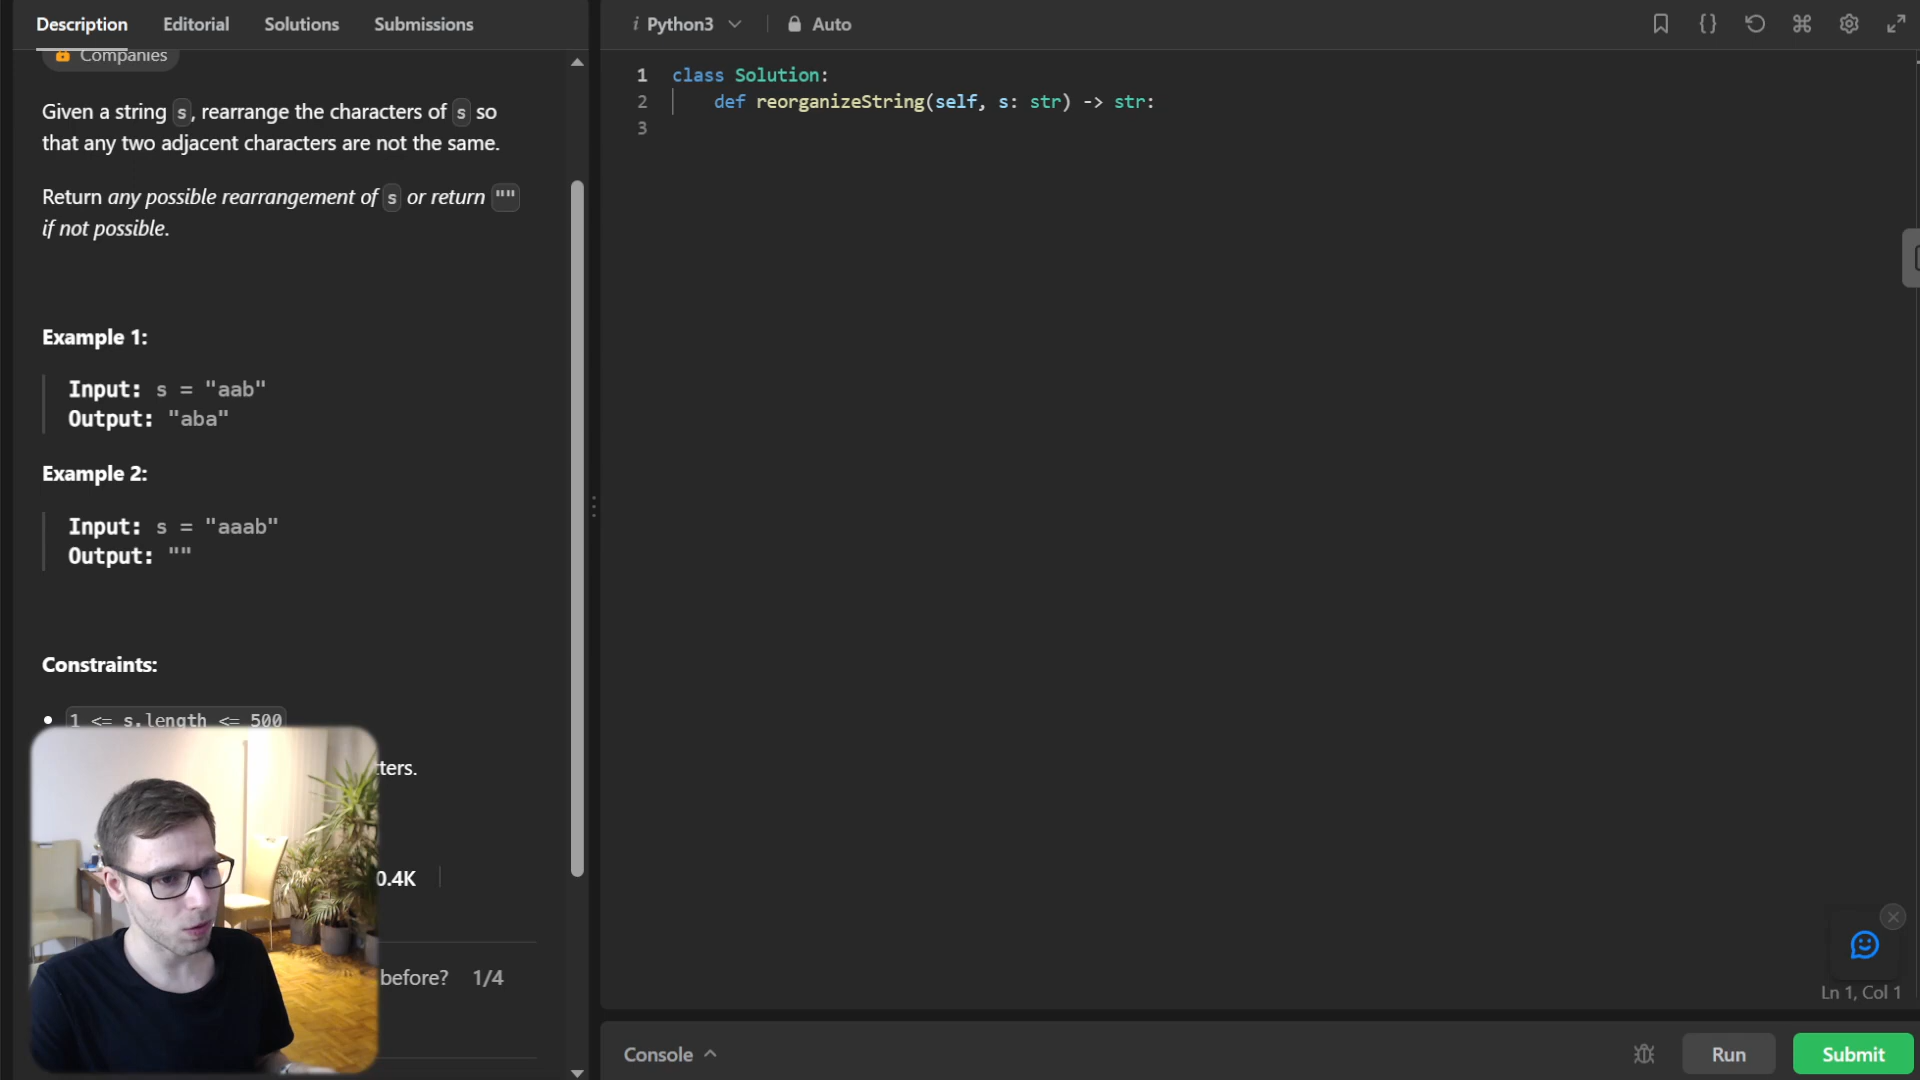 Description Editorial Solutions Submissions
Companies
Given a string s, rearrange the characters of s so
that any two adjacent characters are not the same.
Return any possible rearrangement of s or return ""
if not possible.
Example 1:
Input: s = "aab"
Output: "aba"
Example 2:
Input: s = "aaab"
Output: ""
Constraints:
1 <= s.length <= 500
tters.
0.4K
before? 1/4
i Python3 Auto
1 class Solution:
2 def reorganizeString(self, s: str) -> str:
3
Ln 1, Col 1
Console Run Submit